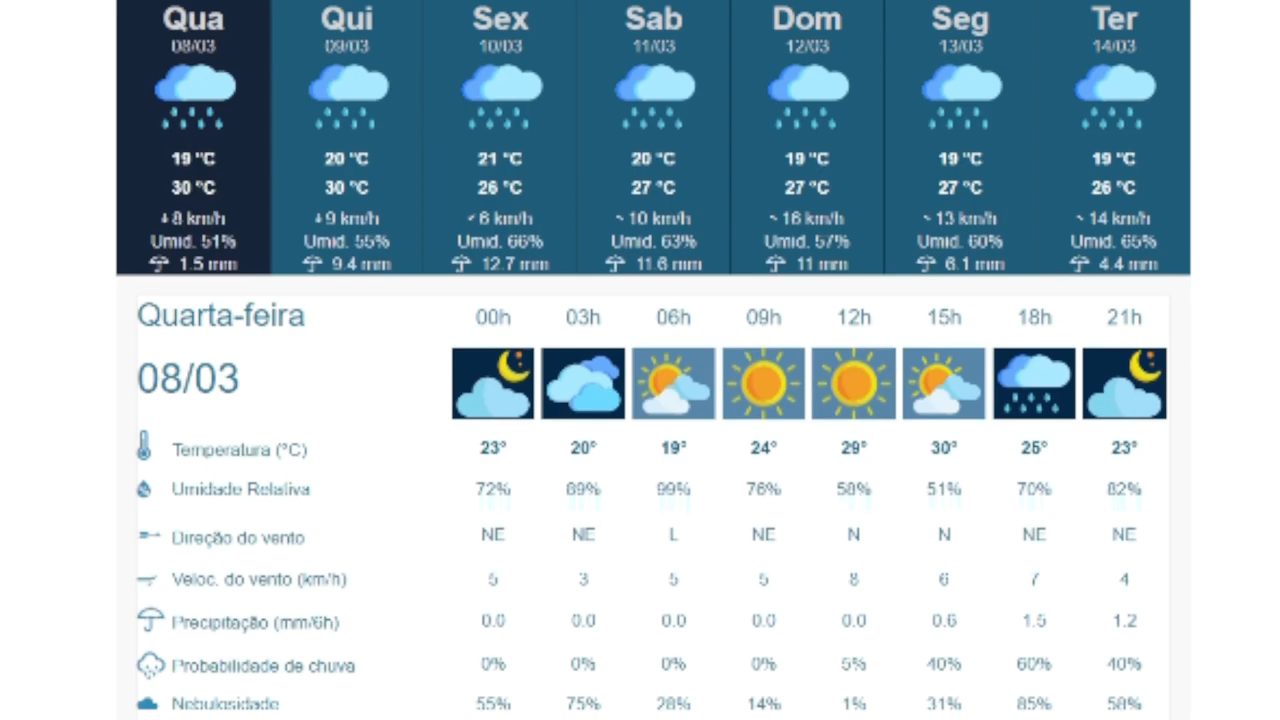 Qua Qui Sex Sab Dom Seg Ter
08/03 09/03 10/03 11/03 12/03 13/03 14/03
19 °C 20 °C 21 °C 20 °C 19 °C 19 °C 19 °C
30 °C 30 °C 26 °C 27 °C 27 °C 27 °C 26 °C
8 km/h 9 km/h 6 km/h 10 km/h 16 km/h 13 km/h 14 km/h
Umid. 51% Umid. 55% Umid. 66% Umid. 63% Umid. 57% Umid. 60% Umid. 65%
1.5 mm 9.4 mm 12.7 mm 11.6 mm 11 mm 6.1 mm 4.4 mm
Quarta-feira 00h 03h 06h 09h 12h 15h 18h 21h
08/03
Temperatura (°C) 23° 20° 19° 24° 29° 30° 25° 23°
Umidade Relativa 72% 89% 99% 76% 58% 51% 70% 82%
Direção do vento NE NE L NE N N NE NE
Veloc. do vento (km/h) 5 3 5 5 8 6 7 4
Precipitação (mm/6h) 0.0 0.0 0.0 0.0 0.0 0.6 1.5 1.2
Probabilidade de chuva 0% 0% 0% 0% 5% 40% 60% 40%
Nebulosidade 55% 75% 28% 14% 1% 31% 85% 58%